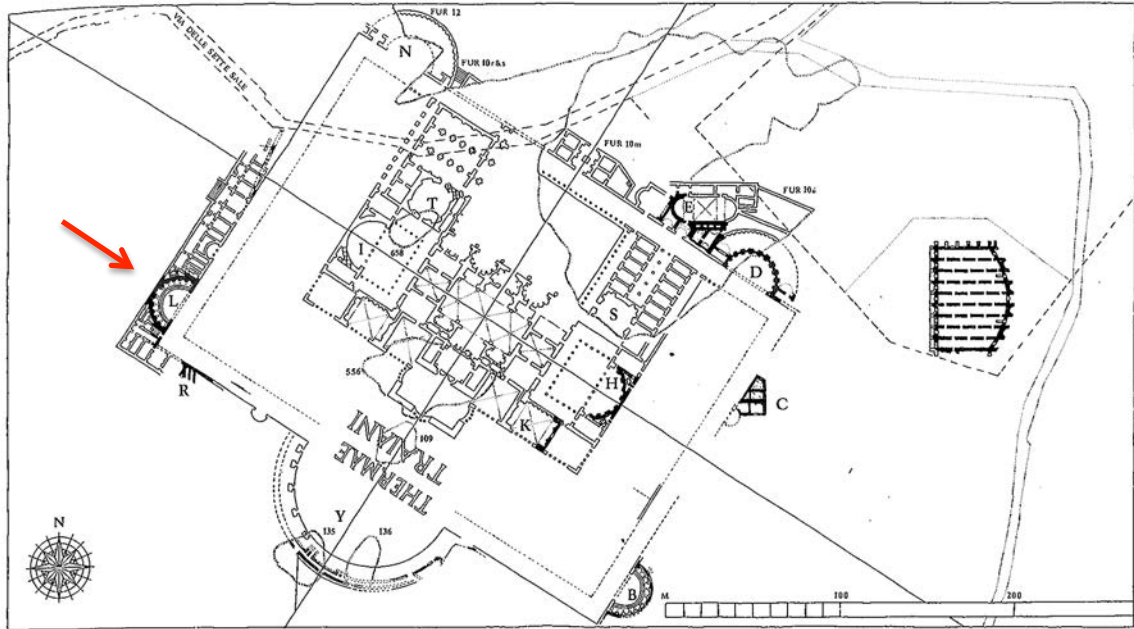 FUR 12
VIA DELLE SETTE SALE
N
FUR 10r&s
FUR 10m
FUR 10s
E
T
I
658
D
L
S
556
H
R
C
K
109
THERMAE
TRAIANI
Y
135
136
N
B
M
100
200